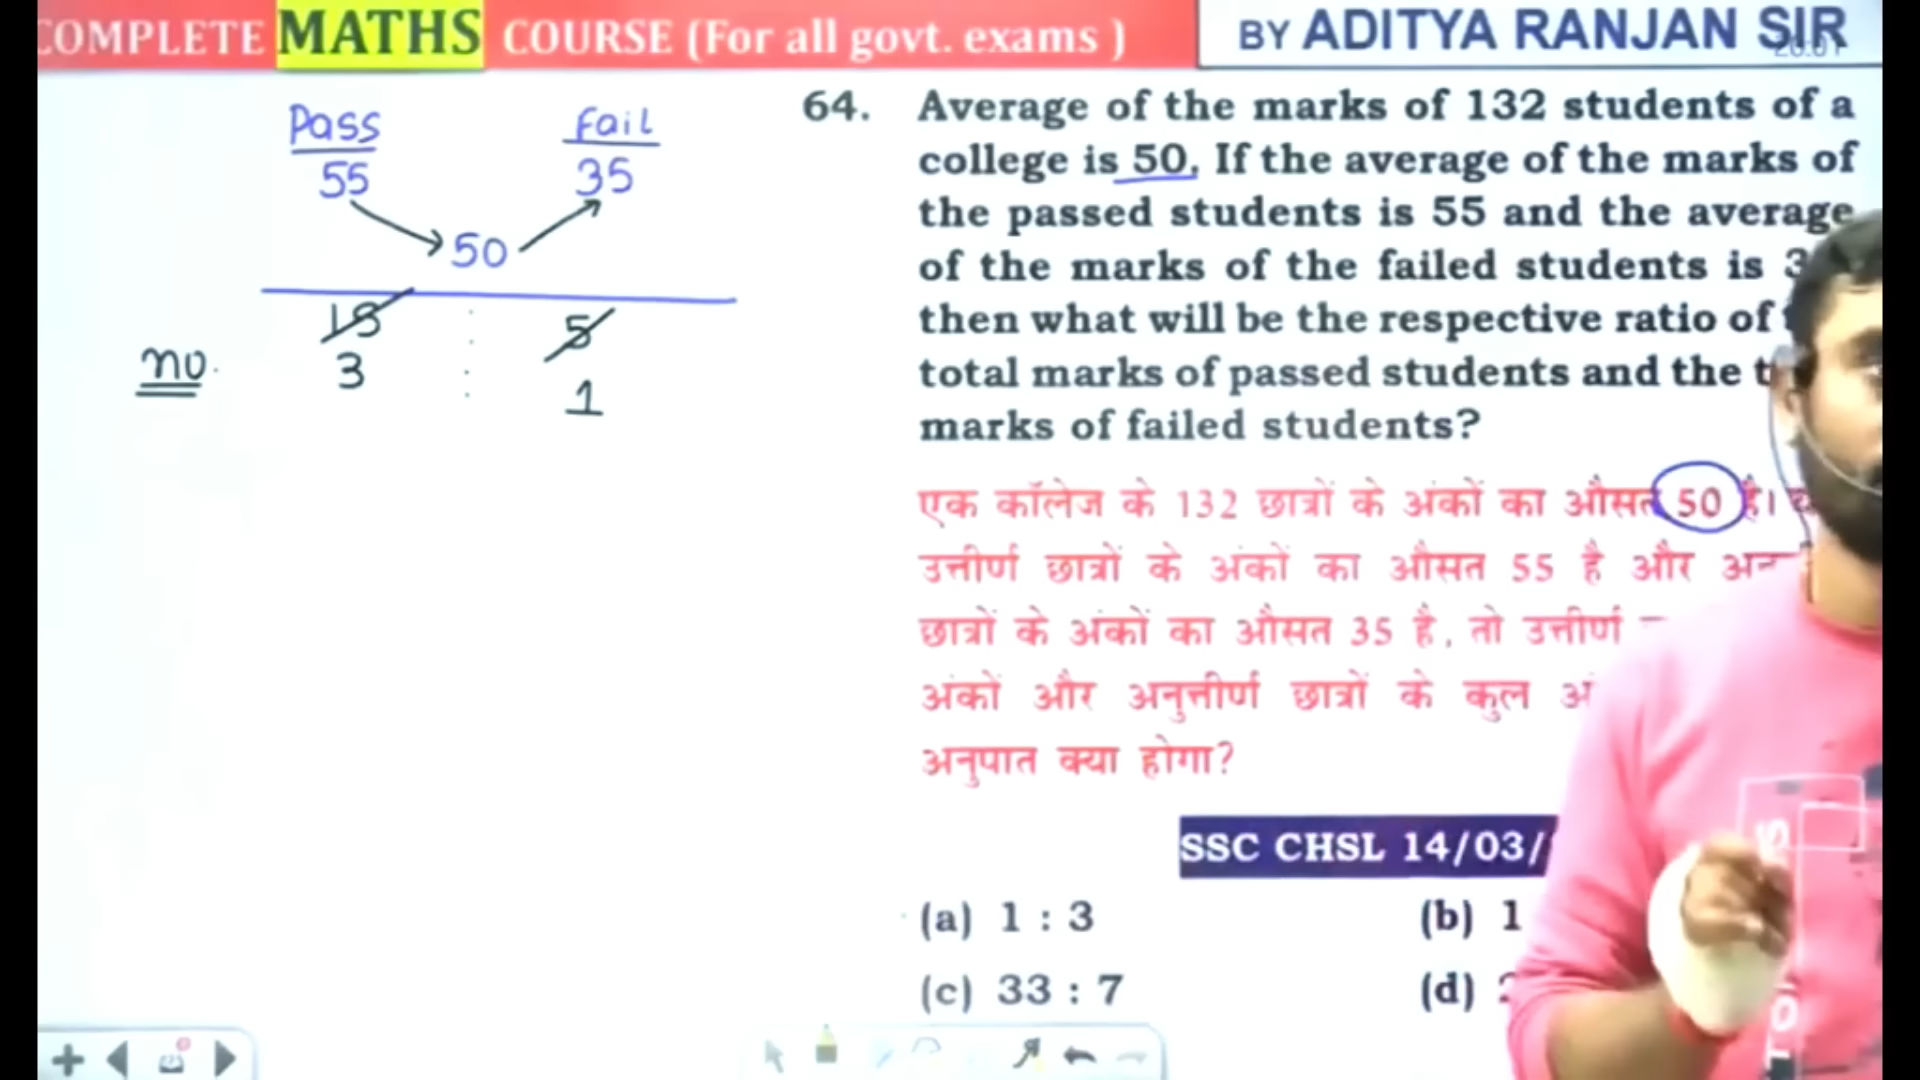 COMPLETE MATHS COURSE (For all govt. exams )
BY ADITYA RANJAN SIR
Pass Fail
55 35
50
15 : 5
no. 3 : 1
64. Average of the marks of 132 students of a
college is 50. If the average of the marks of
the passed students is 55 and the average
of the marks of the failed students is 3
then what will be the respective ratio of
total marks of passed students and the t
marks of failed students?
एक कॉलेज के 132 छात्रों के अंकों का औसत 50 है।
उत्तीर्ण छात्रों के अंकों का औसत 55 है और
छात्रों के अंकों का औसत 35 है, तो उत्तीर्ण
अंकों और अनुत्तीर्ण छात्रों के कुल
अनुपात क्या होगा?
SSC CHSL 14/03/
(a) 1 : 3 (b) 1
(c) 33 : 7 (d)